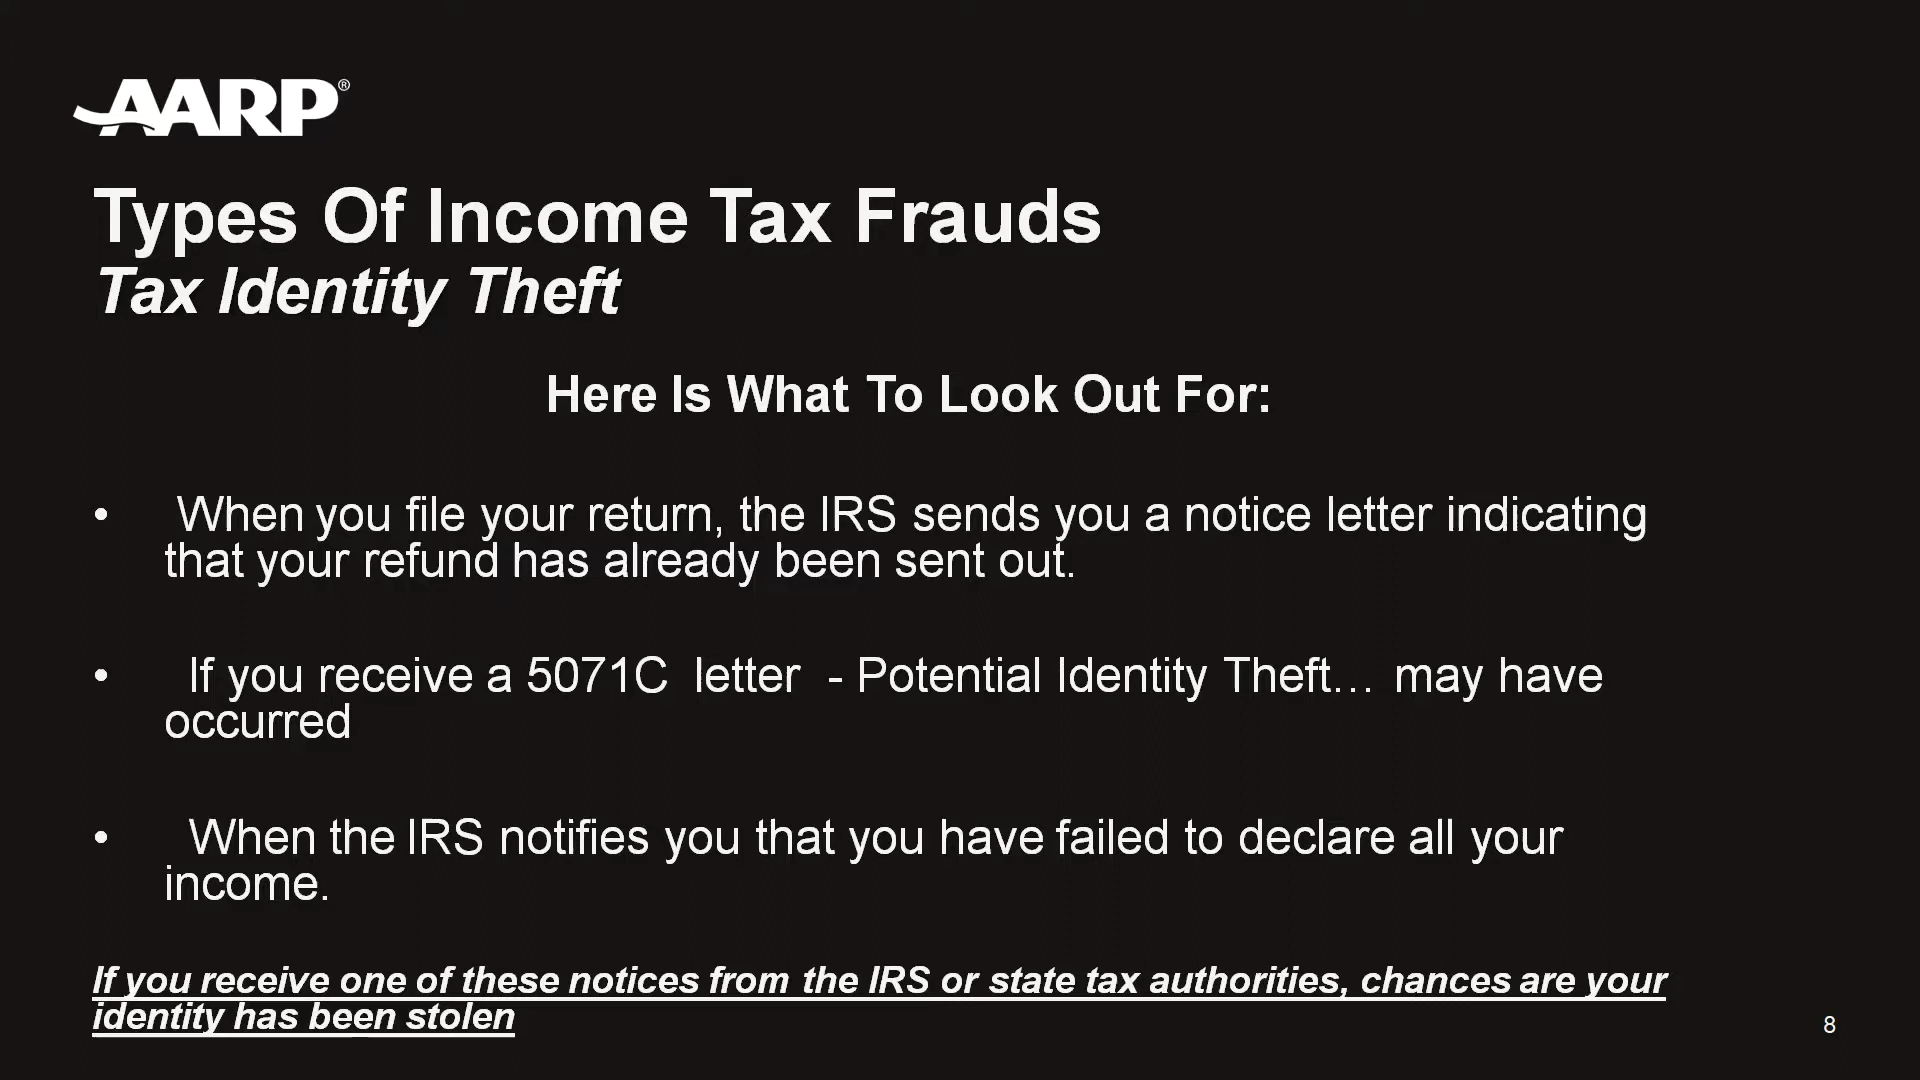 AARP®
Types Of Income Tax Frauds
Tax Identity Theft
Here Is What To Look Out For:
• When you file your return, the IRS sends you a notice letter indicating
that your refund has already been sent out.
• If you receive a 5071C letter - Potential Identity Theft… may have
occurred
• When the IRS notifies you that you have failed to declare all your
income.
If you receive one of these notices from the IRS or state tax authorities, chances are your
identity has been stolen
8